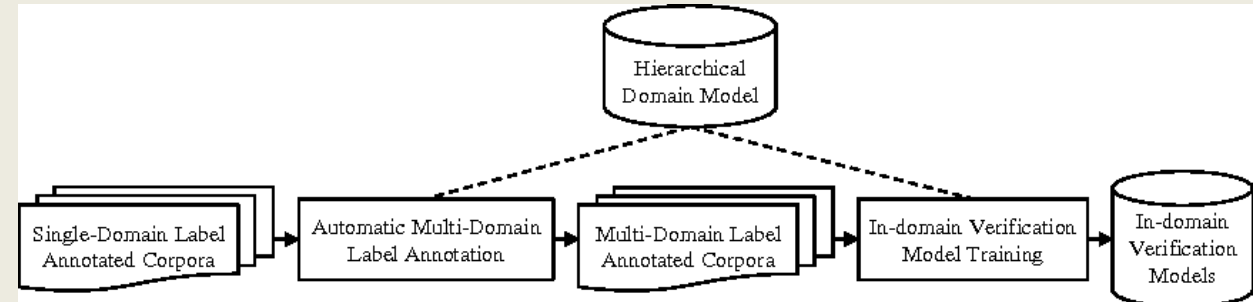 Hierarchical
Domain Model
Single-Domain Label
Annotated Corpora
Automatic Multi-Domain
Label Annotation
Multi-Domain Label
Annotated Corpora
In-domain Verification
Model Training
In-domain
Verification
Models